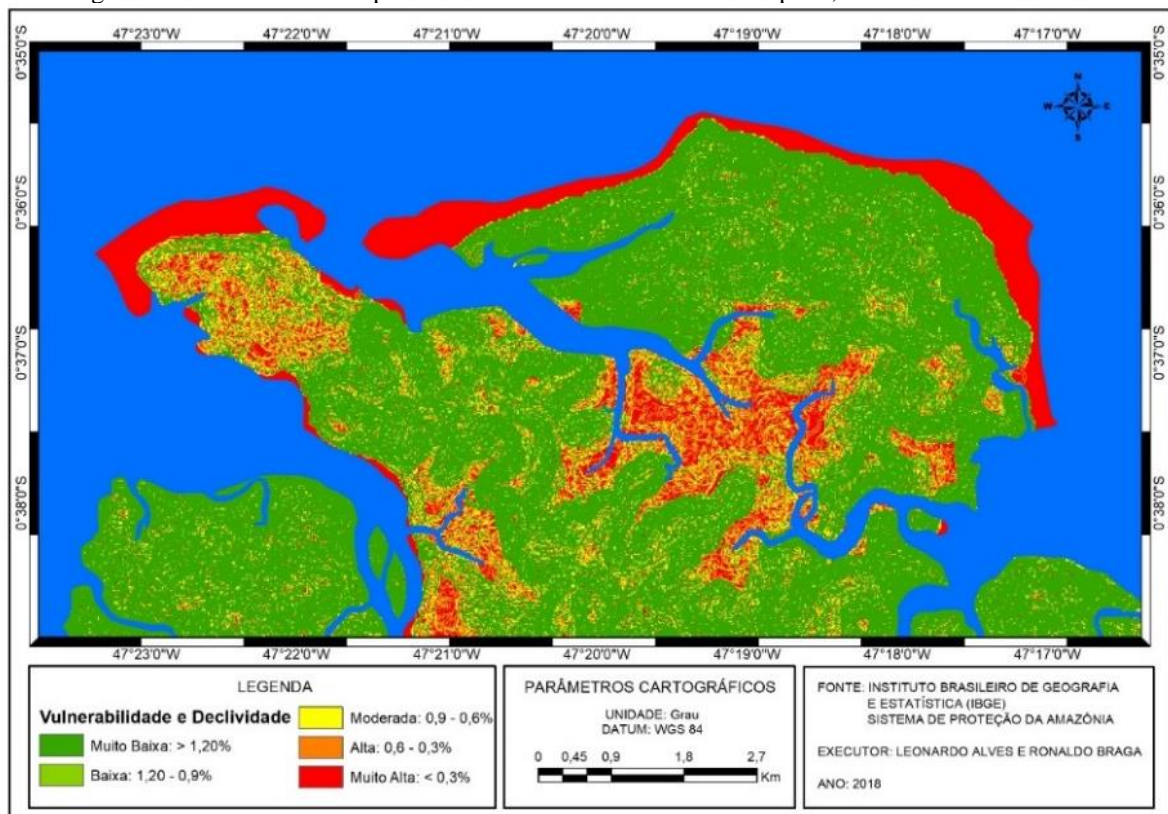 47°23'0"W 47°22'0"W 47°21'0"W 47°20'0"W 47°19'0"W 47°18'0"W 47°17'0"W
0°35'0"S 0°35'0"S
N
W E
S
0°36'0"S 0°36'0"S
0°37'0"S 0°37'0"S
0°38'0"S 0°38'0"S
47°23'0"W 47°22'0"W 47°21'0"W 47°20'0"W 47°19'0"W 47°18'0"W 47°17'0"W
LEGENDA
Vulnerabilidade e Declividade
Muito Baixa: > 1,20%
Baixa: 1,20 - 0,9%
Moderada: 0,9 - 0,6%
Alta: 0,6 - 0,3%
Muito Alta: < 0,3%
PARÂMETROS CARTOGRÁFICOS
UNIDADE: Grau
DATUM: WGS 84
0 0,45 0,9 1,8 2,7
Km
FONTE: INSTITUTO BRASILEIRO DE GEOGRAFIA
E ESTATÍSTICA (IBGE)
SISTEMA DE PROTEÇÃO DA AMAZÔNIA
EXECUTOR: LEONARDO ALVES E RONALDO BRAGA
ANO: 2018